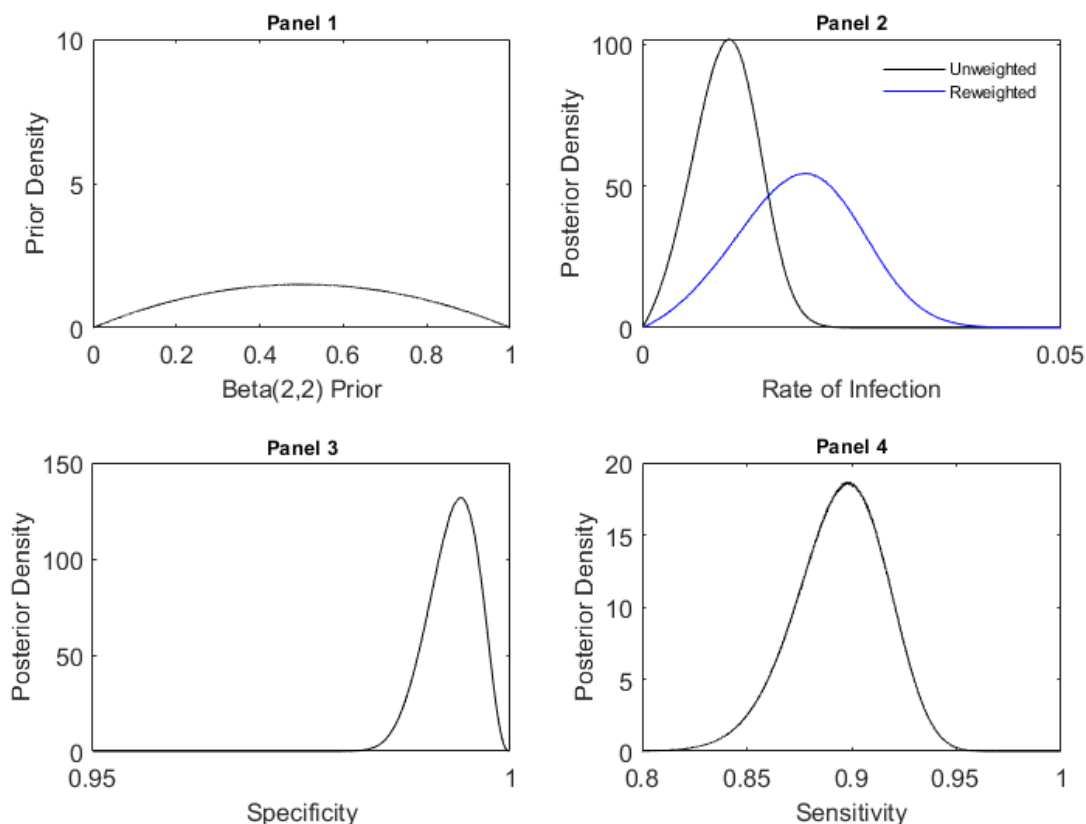 Panel 1
10
5
0
Prior Density
0 0.2 0.4 0.6 0.8 1
Beta(2,2) Prior
Panel 2
100
50
0
Posterior Density
Unweighted
Reweighted
0 0.05
Rate of Infection
Panel 3
150
100
50
0
Posterior Density
0.95 1
Specificity
Panel 4
20
15
10
5
0
Posterior Density
0.8 0.85 0.9 0.95 1
Sensitivity